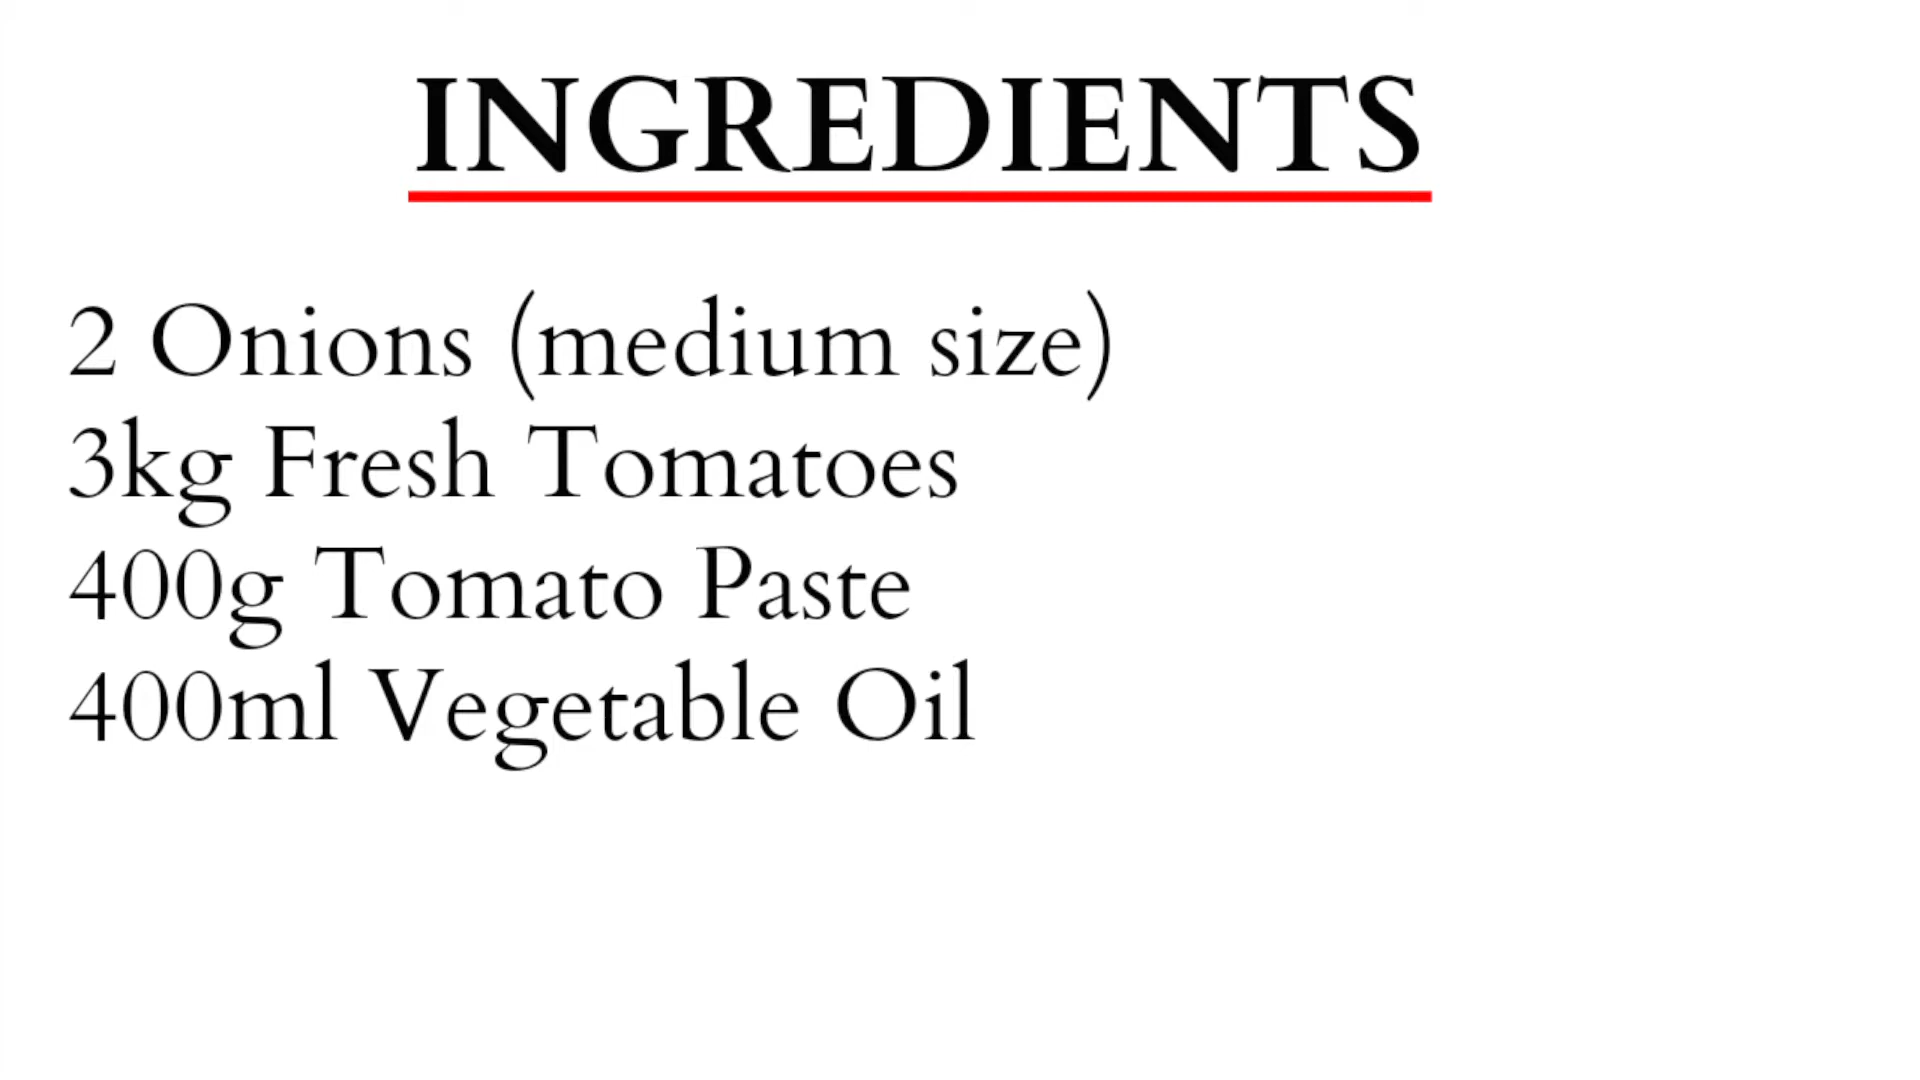 INGREDIENTS
2 Onions (medium size)
3kg Fresh Tomatoes
400g Tomato Paste
400ml Vegetable Oil